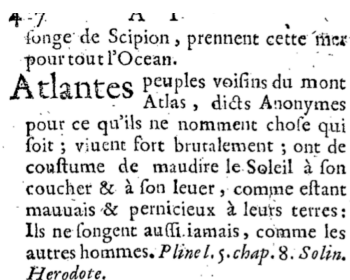 songe de Scipion, prennent cette mer
pour tout l'Ocean.
Atlantes peuples voisins du mont
Atlas, dicts Anonymes
pour ce qu'ils ne nomment chose qui
soit; viuent fort brutalement; ont de
coustume de maudire le Soleil à son
coucher & à son leuer, comme estant
mauuais & pernicieux à leurs terres:
Ils ne songent aussi iamais, comme les
autres hommes. Pline l. 5. chap. 8. Solin.
Herodote.